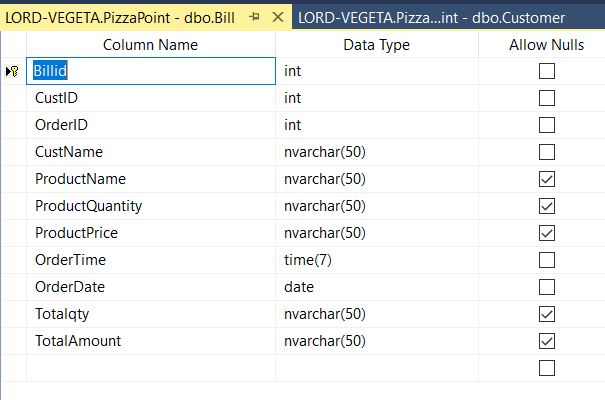 LORD-VEGETA.PizzaPoint - dbo.Bill LORD-VEGETA.Pizza...int - dbo.Customer
Column Name Data Type Allow Nulls
Billid int
CustID int
OrderID int
CustName nvarchar(50)
ProductName nvarchar(50)
ProductQuantity nvarchar(50)
ProductPrice nvarchar(50)
OrderTime time(7)
OrderDate date
Totalqty nvarchar(50)
TotalAmount nvarchar(50)